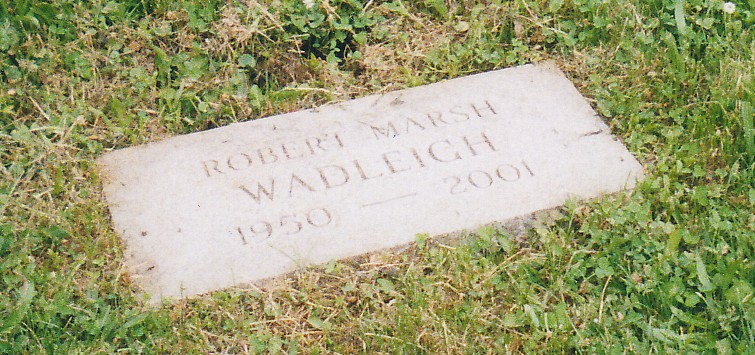 ROBERT MARSH
WADLEIGH
1950 — 2001